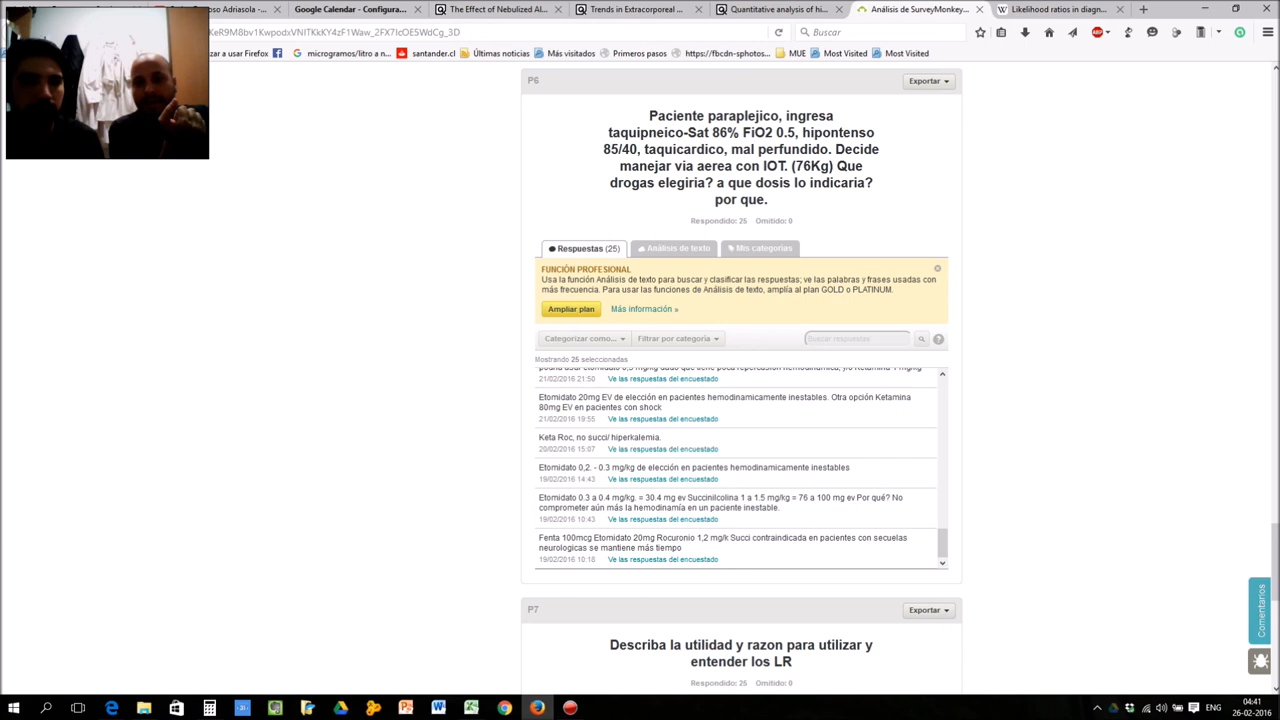 oso Adriasola
Google Calendar - Configura...
The Effect of Nebulized Al...
Trends in Extracorporeal ...
Quantitative analysis of hi...
Análisis de SurveyMonkey...
Likelihood ratios in diagn...
Buscar
ar a usar Firefox
microgramos/litro a n...
santander.cl
Últimas noticias
Más visitados
Primeros pasos
https://fbcdn-sphotos...
MUE
Most Visited
Most Visited
P6
Exportar
Paciente paraplejico, ingresa
taquipneico-Sat 86% FiO2 0.5, hipontenso
85/40, taquicardico, mal perfundido. Decide
manejar via aerea con IOT. (76Kg) Que
drogas elegiria? a que dosis lo indicaria?
por que.
Respondido: 25 Omitido: 0
Respuestas (25)
Análisis de texto
Mis categorías
FUNCIÓN PROFESIONAL
Usa la función Análisis de texto para buscar y clasificar las respuestas; ve las palabras y frases usadas con
más frecuencia. Para usar las funciones de Análisis de texto, amplía al plan GOLD o PLATINUM.
Ampliar plan
Más información »
Categorizar como...
Filtrar por categoría
Buscar respuestas
Mostrando 25 seleccionadas
21/02/2016 21:50 Ve las respuestas del encuestado
Etomidato 20mg EV de elección en pacientes hemodinamicamente inestables. Otra opción Ketamina
80mg EV en pacientes con shock
21/02/2016 19:55 Ve las respuestas del encuestado
Keta Roc, no succi/ hiperkalemia.
20/02/2016 15:07 Ve las respuestas del encuestado
Etomidato 0,2. - 0.3 mg/kg de elección en pacientes hemodinamicamente inestables
19/02/2016 14:43 Ve las respuestas del encuestado
Etomidato 0.3 a 0.4 mg/kg. = 30.4 mg ev Succinilcolina 1 a 1.5 mg/kg = 76 a 100 mg ev Por qué? No
comprometer aún más la hemodinamía en un paciente inestable.
19/02/2016 10:43 Ve las respuestas del encuestado
Fenta 100mcg Etomidato 20mg Rocuronio 1,2 mg/k Succi contraindicada en pacientes con secuelas
neurologicas se mantiene más tiempo
19/02/2016 10:18 Ve las respuestas del encuestado
Comentarios
P7
Exportar
Describa la utilidad y razon para utilizar y
entender los LR
Respondido: 25 Omitido: 0
ENG
04:41
26-02-2016